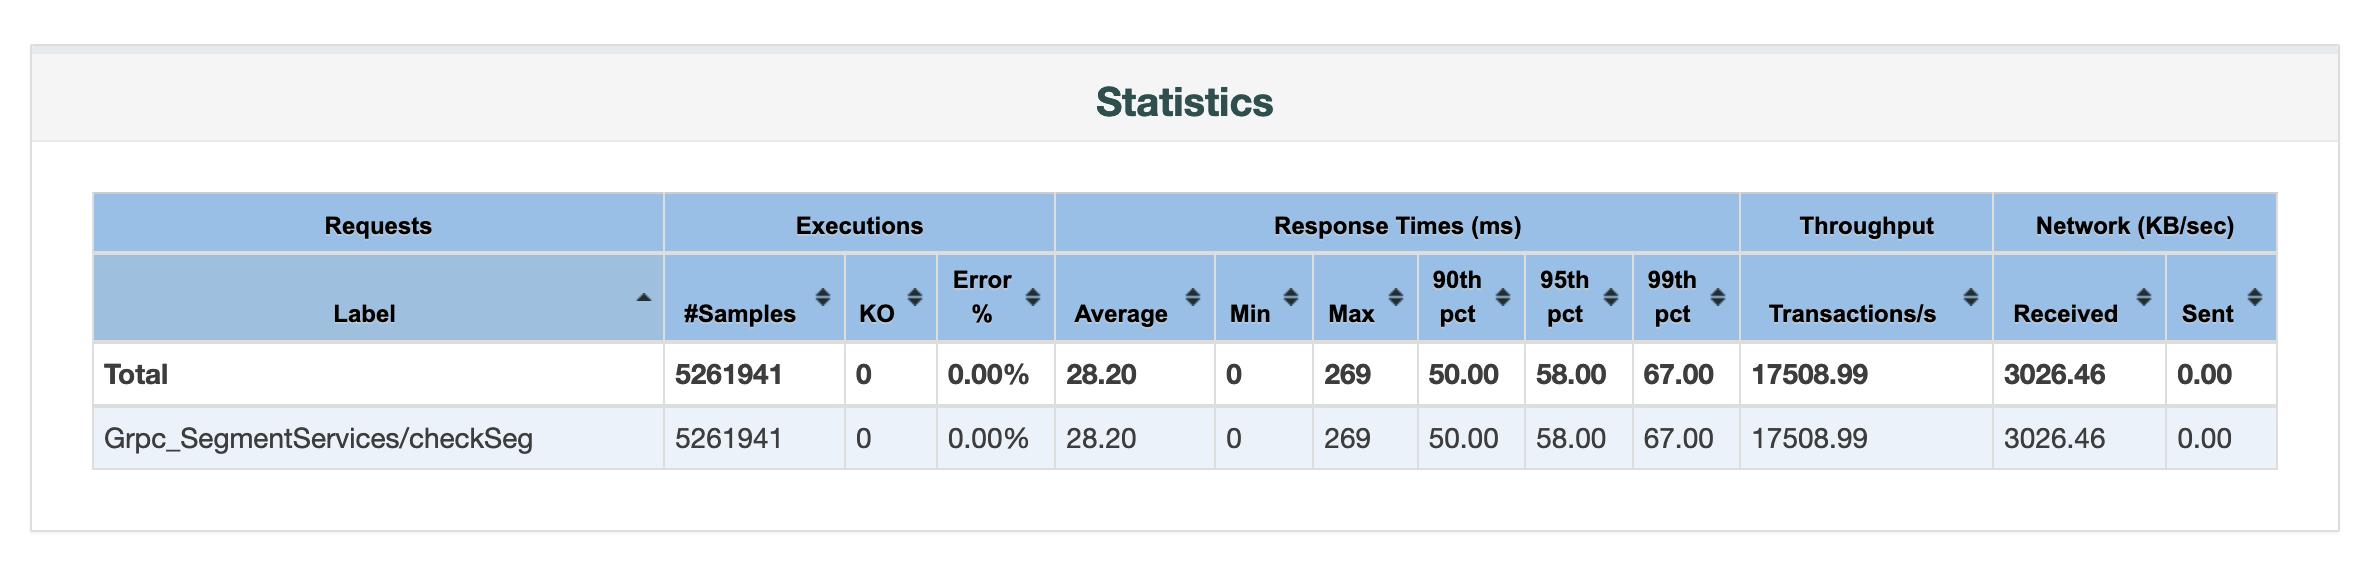 Statistics
Requests Executions Response Times (ms) Throughput Network (KB/sec)
Label #Samples KO Error % Average Min Max 90th pct 95th pct 99th pct Transactions/s Received Sent
Total 5261941 0 0.00% 28.20 0 269 50.00 58.00 67.00 17508.99 3026.46 0.00
Grpc_SegmentServices/checkSeg 5261941 0 0.00% 28.20 0 269 50.00 58.00 67.00 17508.99 3026.46 0.00